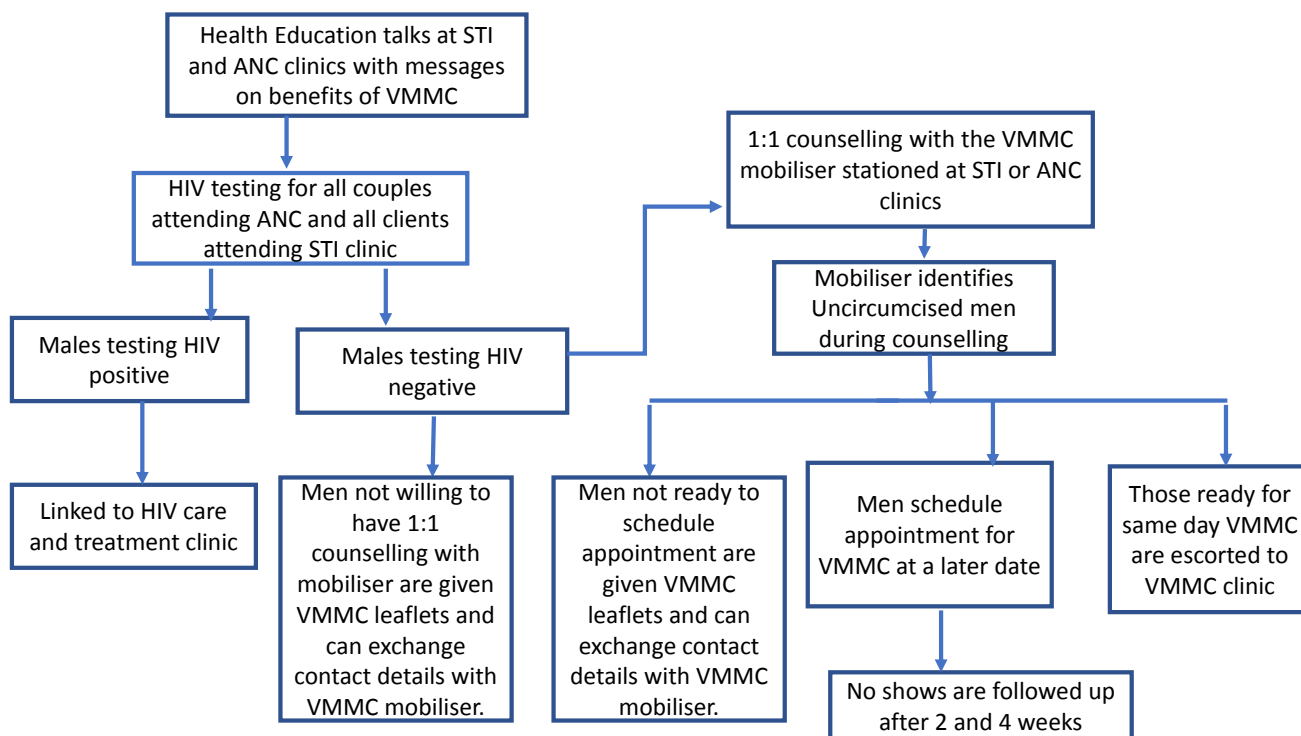 Health Education talks at STI
and ANC clinics with messages
on benefits of VMMC
HIV testing for all couples
attending ANC and all clients
attending STI clinic
Males testing HIV
positive
Linked to HIV care
and treatment clinic
Males testing HIV
negative
Men not willing to
have 1:1
counselling with
mobiliser are given
VMMC leaflets and
can exchange
contact details with
VMMC mobiliser.
1:1 counselling with the VMMC
mobiliser stationed at STI or ANC
clinics
Mobiliser identifies
Uncircumcised men
during counselling
Men not ready to
schedule
appointment are
given VMMC
leaflets and can
exchange contact
details with VMMC
mobiliser.
Men schedule
appointment for
VMMC at a later date
No shows are followed up
after 2 and 4 weeks
Those ready for
same day VMMC
are escorted to
VMMC clinic